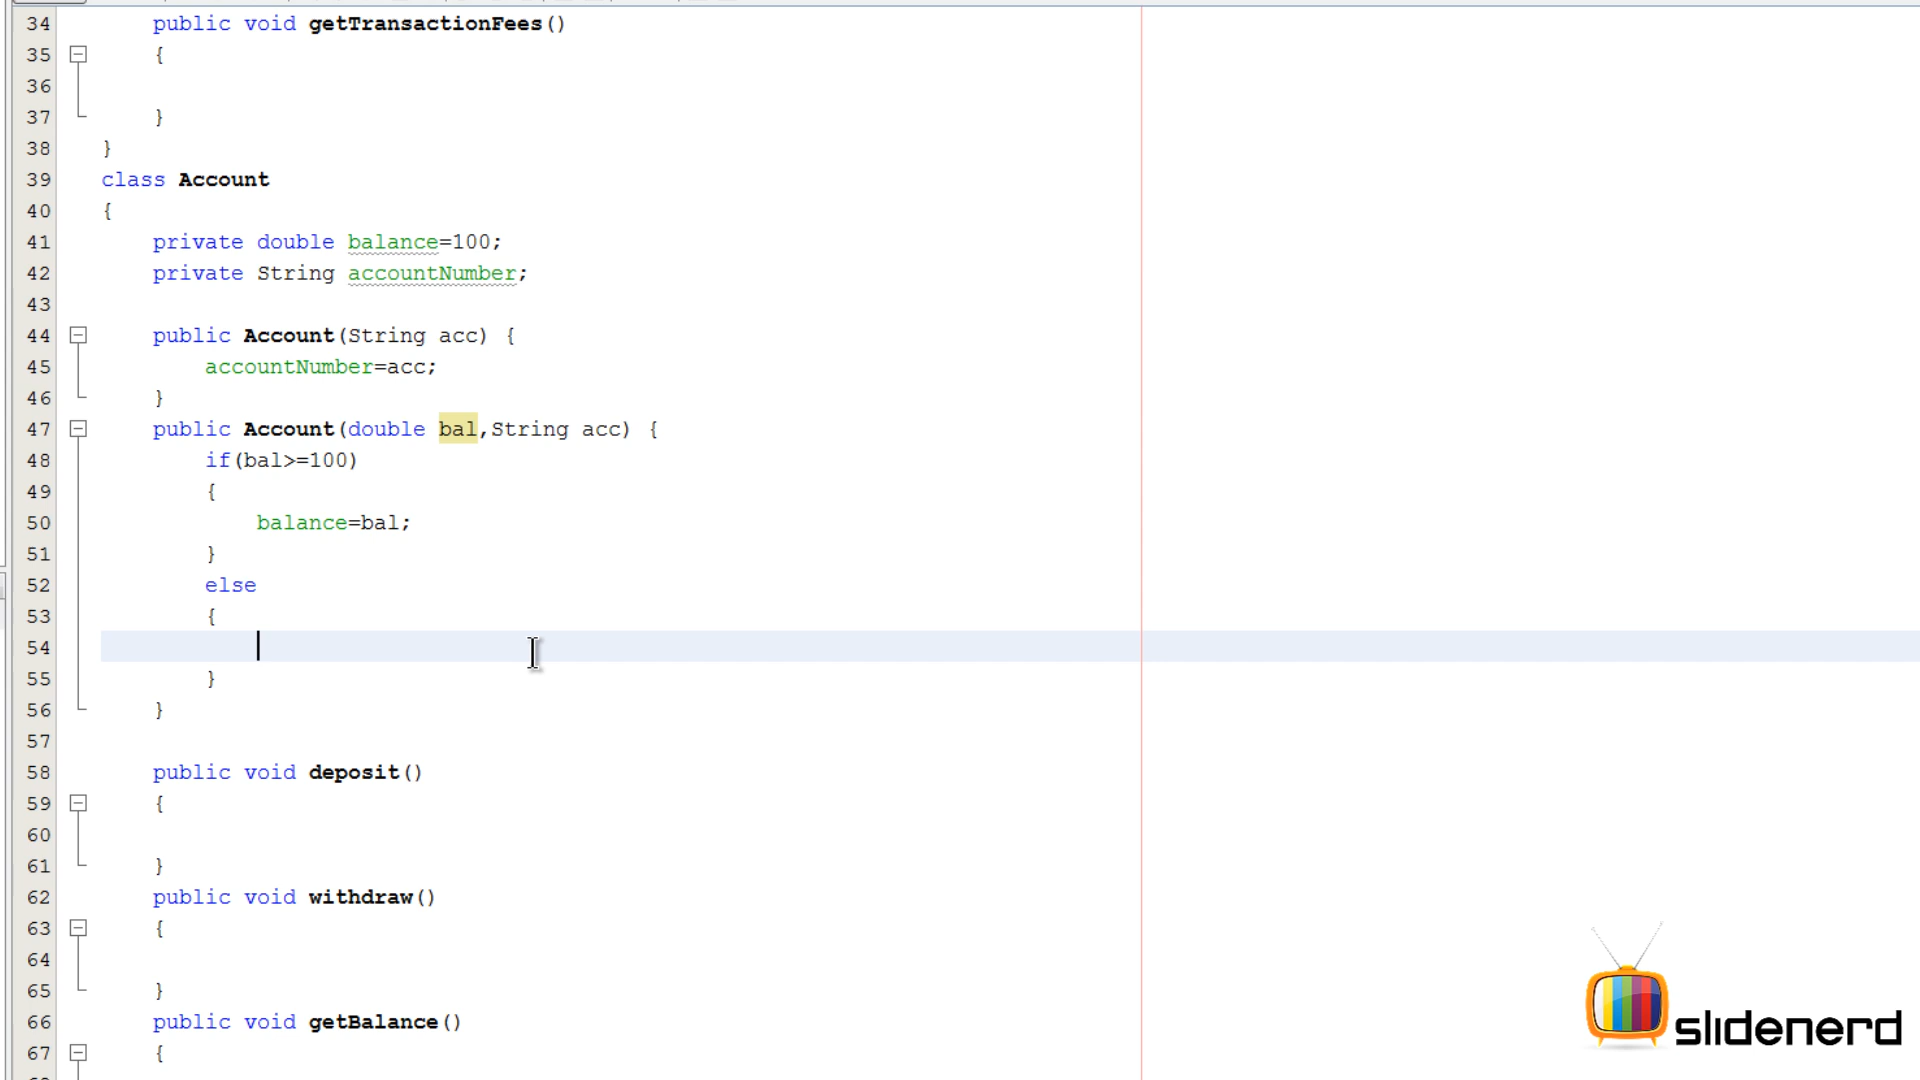 34 public void getTransactionFees()
35 {
36
37 }
38 }
39 class Account
40 {
41 private double balance=100;
42 private String accountNumber;
43
44 public Account(String acc) {
45 accountNumber=acc;
46 }
47 public Account(double bal,String acc) {
48 if(bal>=100)
49 {
50 balance=bal;
51 }
52 else
53 {
54
55 }
56 }
57
58 public void deposit()
59 {
60
61 }
62 public void withdraw()
63 {
64
65 }
66 public void getBalance()
67 {
slidenerd